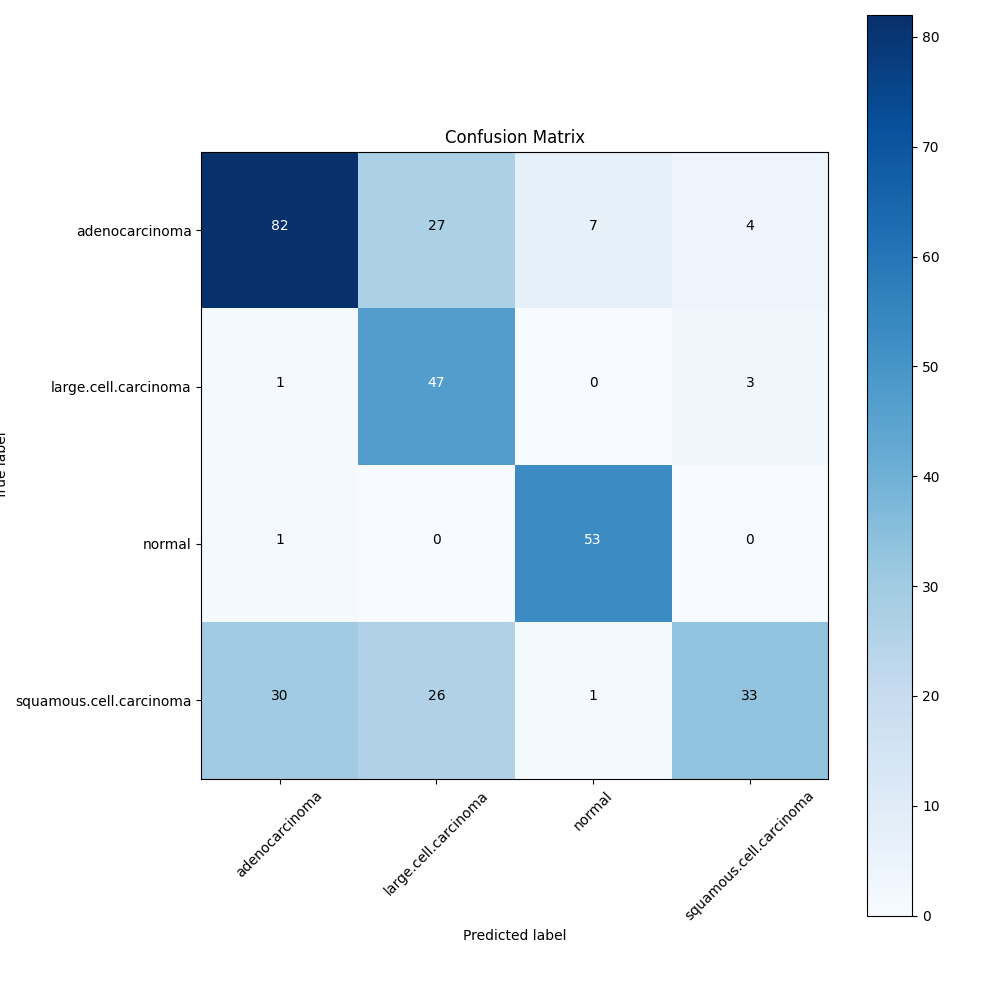 Confusion Matrix
adenocarcinoma 82 27 7 4
large.cell.carcinoma 1 47 0 3
normal 1 0 53 0
squamous.cell.carcinoma 30 26 1 33
adenocarcinoma large.cell.carcinoma normal squamous.cell.carcinoma
Predicted label
label
80
70
60
50
40
30
20
10
0